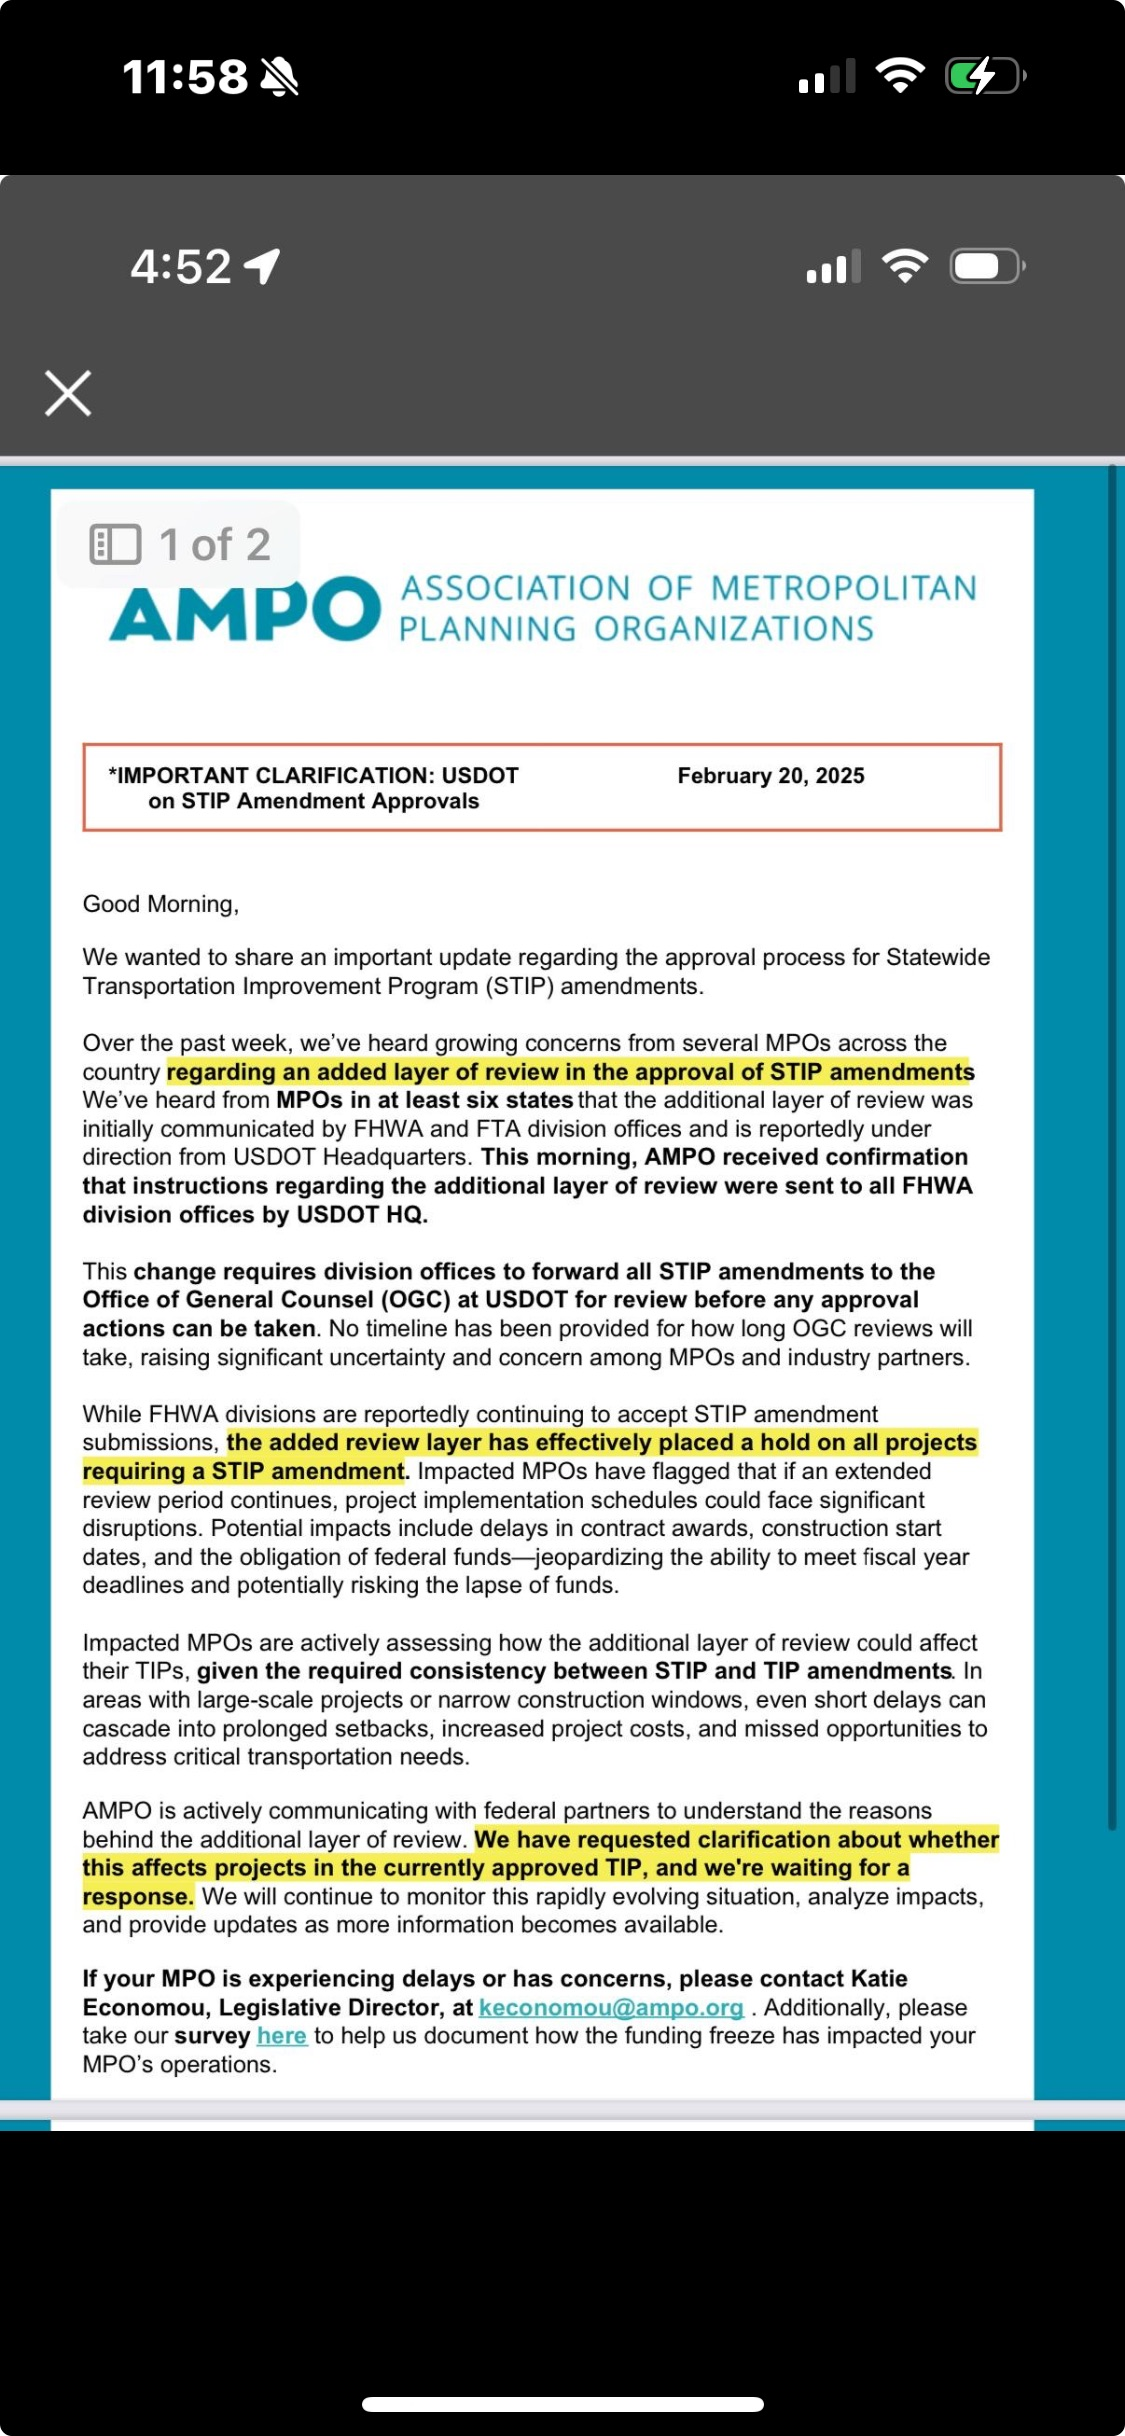 11:58
4:52
1 of 2
AMPO ASSOCIATION OF METROPOLITAN
PLANNING ORGANIZATIONS
*IMPORTANT CLARIFICATION: USDOT February 20, 2025
on STIP Amendment Approvals
Good Morning,
We wanted to share an important update regarding the approval process for Statewide
Transportation Improvement Program (STIP) amendments.
Over the past week, we've heard growing concerns from several MPOs across the
country regarding an added layer of review in the approval of STIP amendments
We've heard from MPOs in at least six states that the additional layer of review was
initially communicated by FHWA and FTA division offices and is reportedly under
direction from USDOT Headquarters. This morning, AMPO received confirmation
that instructions regarding the additional layer of review were sent to all FHWA
division offices by USDOT HQ.
This change requires division offices to forward all STIP amendments to the
Office of General Counsel (OGC) at USDOT for review before any approval
actions can be taken. No timeline has been provided for how long OGC reviews will
take, raising significant uncertainty and concern among MPOs and industry partners.
While FHWA divisions are reportedly continuing to accept STIP amendment
submissions, the added review layer has effectively placed a hold on all projects
requiring a STIP amendment. Impacted MPOs have flagged that if an extended
review period continues, project implementation schedules could face significant
disruptions. Potential impacts include delays in contract awards, construction start
dates, and the obligation of federal funds—jeopardizing the ability to meet fiscal year
deadlines and potentially risking the lapse of funds.
Impacted MPOs are actively assessing how the additional layer of review could affect
their TIPs, given the required consistency between STIP and TIP amendments. In
areas with large-scale projects or narrow construction windows, even short delays can
cascade into prolonged setbacks, increased project costs, and missed opportunities to
address critical transportation needs.
AMPO is actively communicating with federal partners to understand the reasons
behind the additional layer of review. We have requested clarification about whether
this affects projects in the currently approved TIP, and we're waiting for a
response. We will continue to monitor this rapidly evolving situation, analyze impacts,
and provide updates as more information becomes available.
If your MPO is experiencing delays or has concerns, please contact Katie
Economou, Legislative Director, at keconomou@ampo.org . Additionally, please
take our survey here to help us document how the funding freeze has impacted your
MPO's operations.